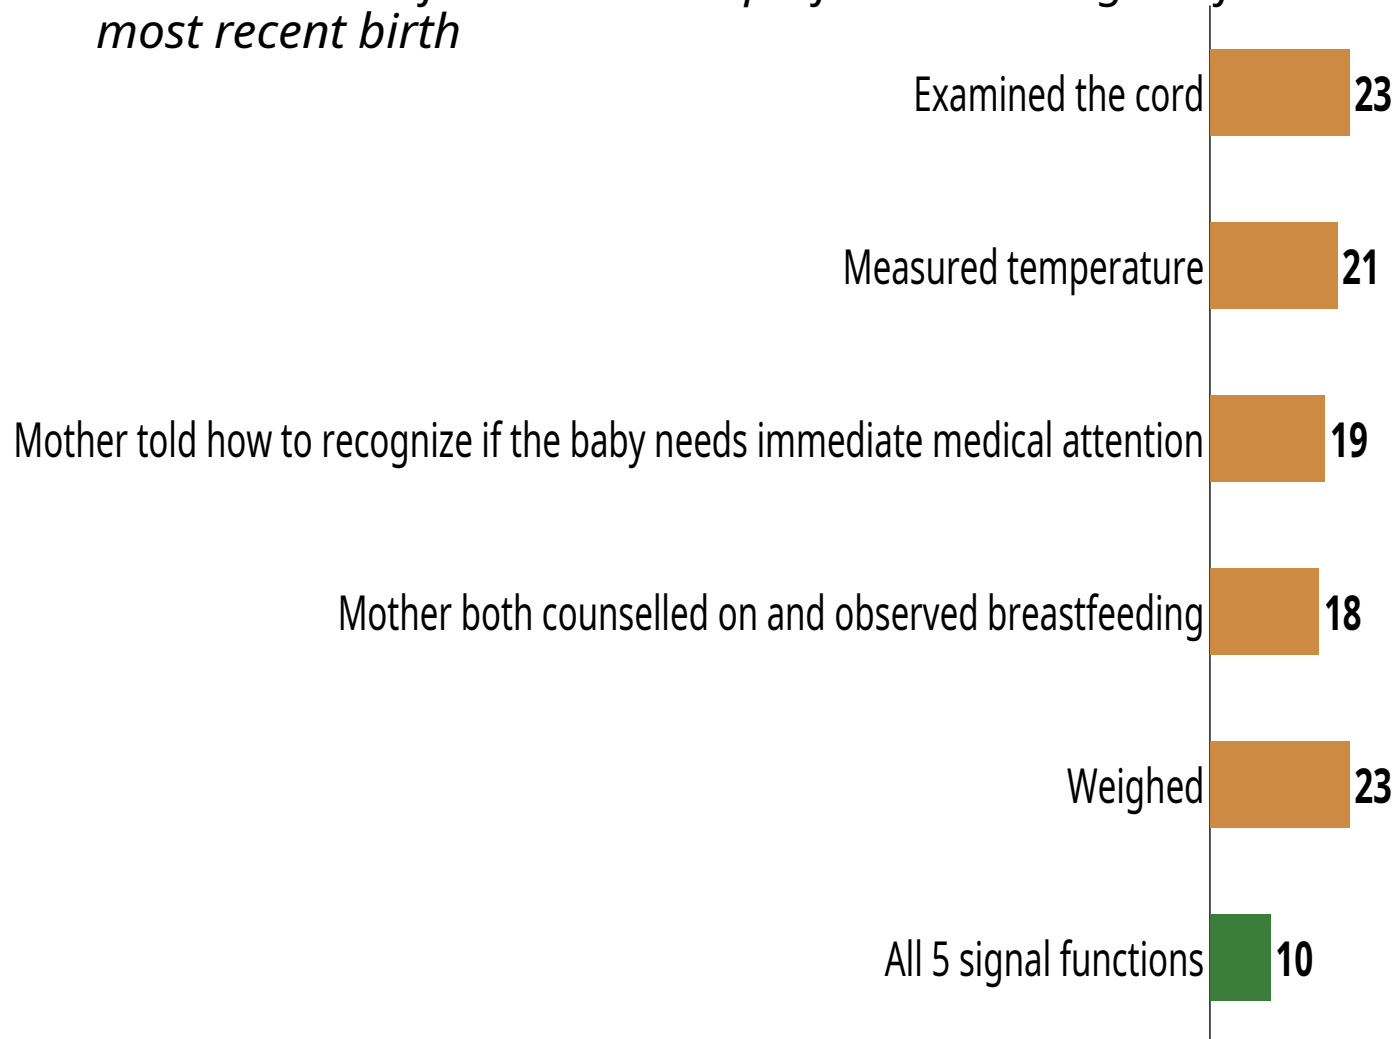 most recent birth
Examined the cord 23
Measured temperature 21
Mother told how to recognize if the baby needs immediate medical attention 19
Mother both counselled on and observed breastfeeding 18
Weighed 23
All 5 signal functions 10